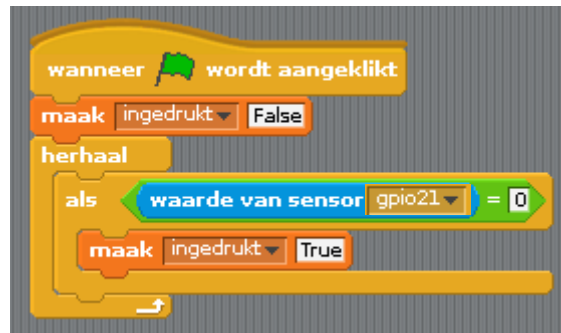 wanneer wordt aangeklikt
maak ingedrukt False
herhaal
als waarde van sensor gpio21 = 0
maak ingedrukt True